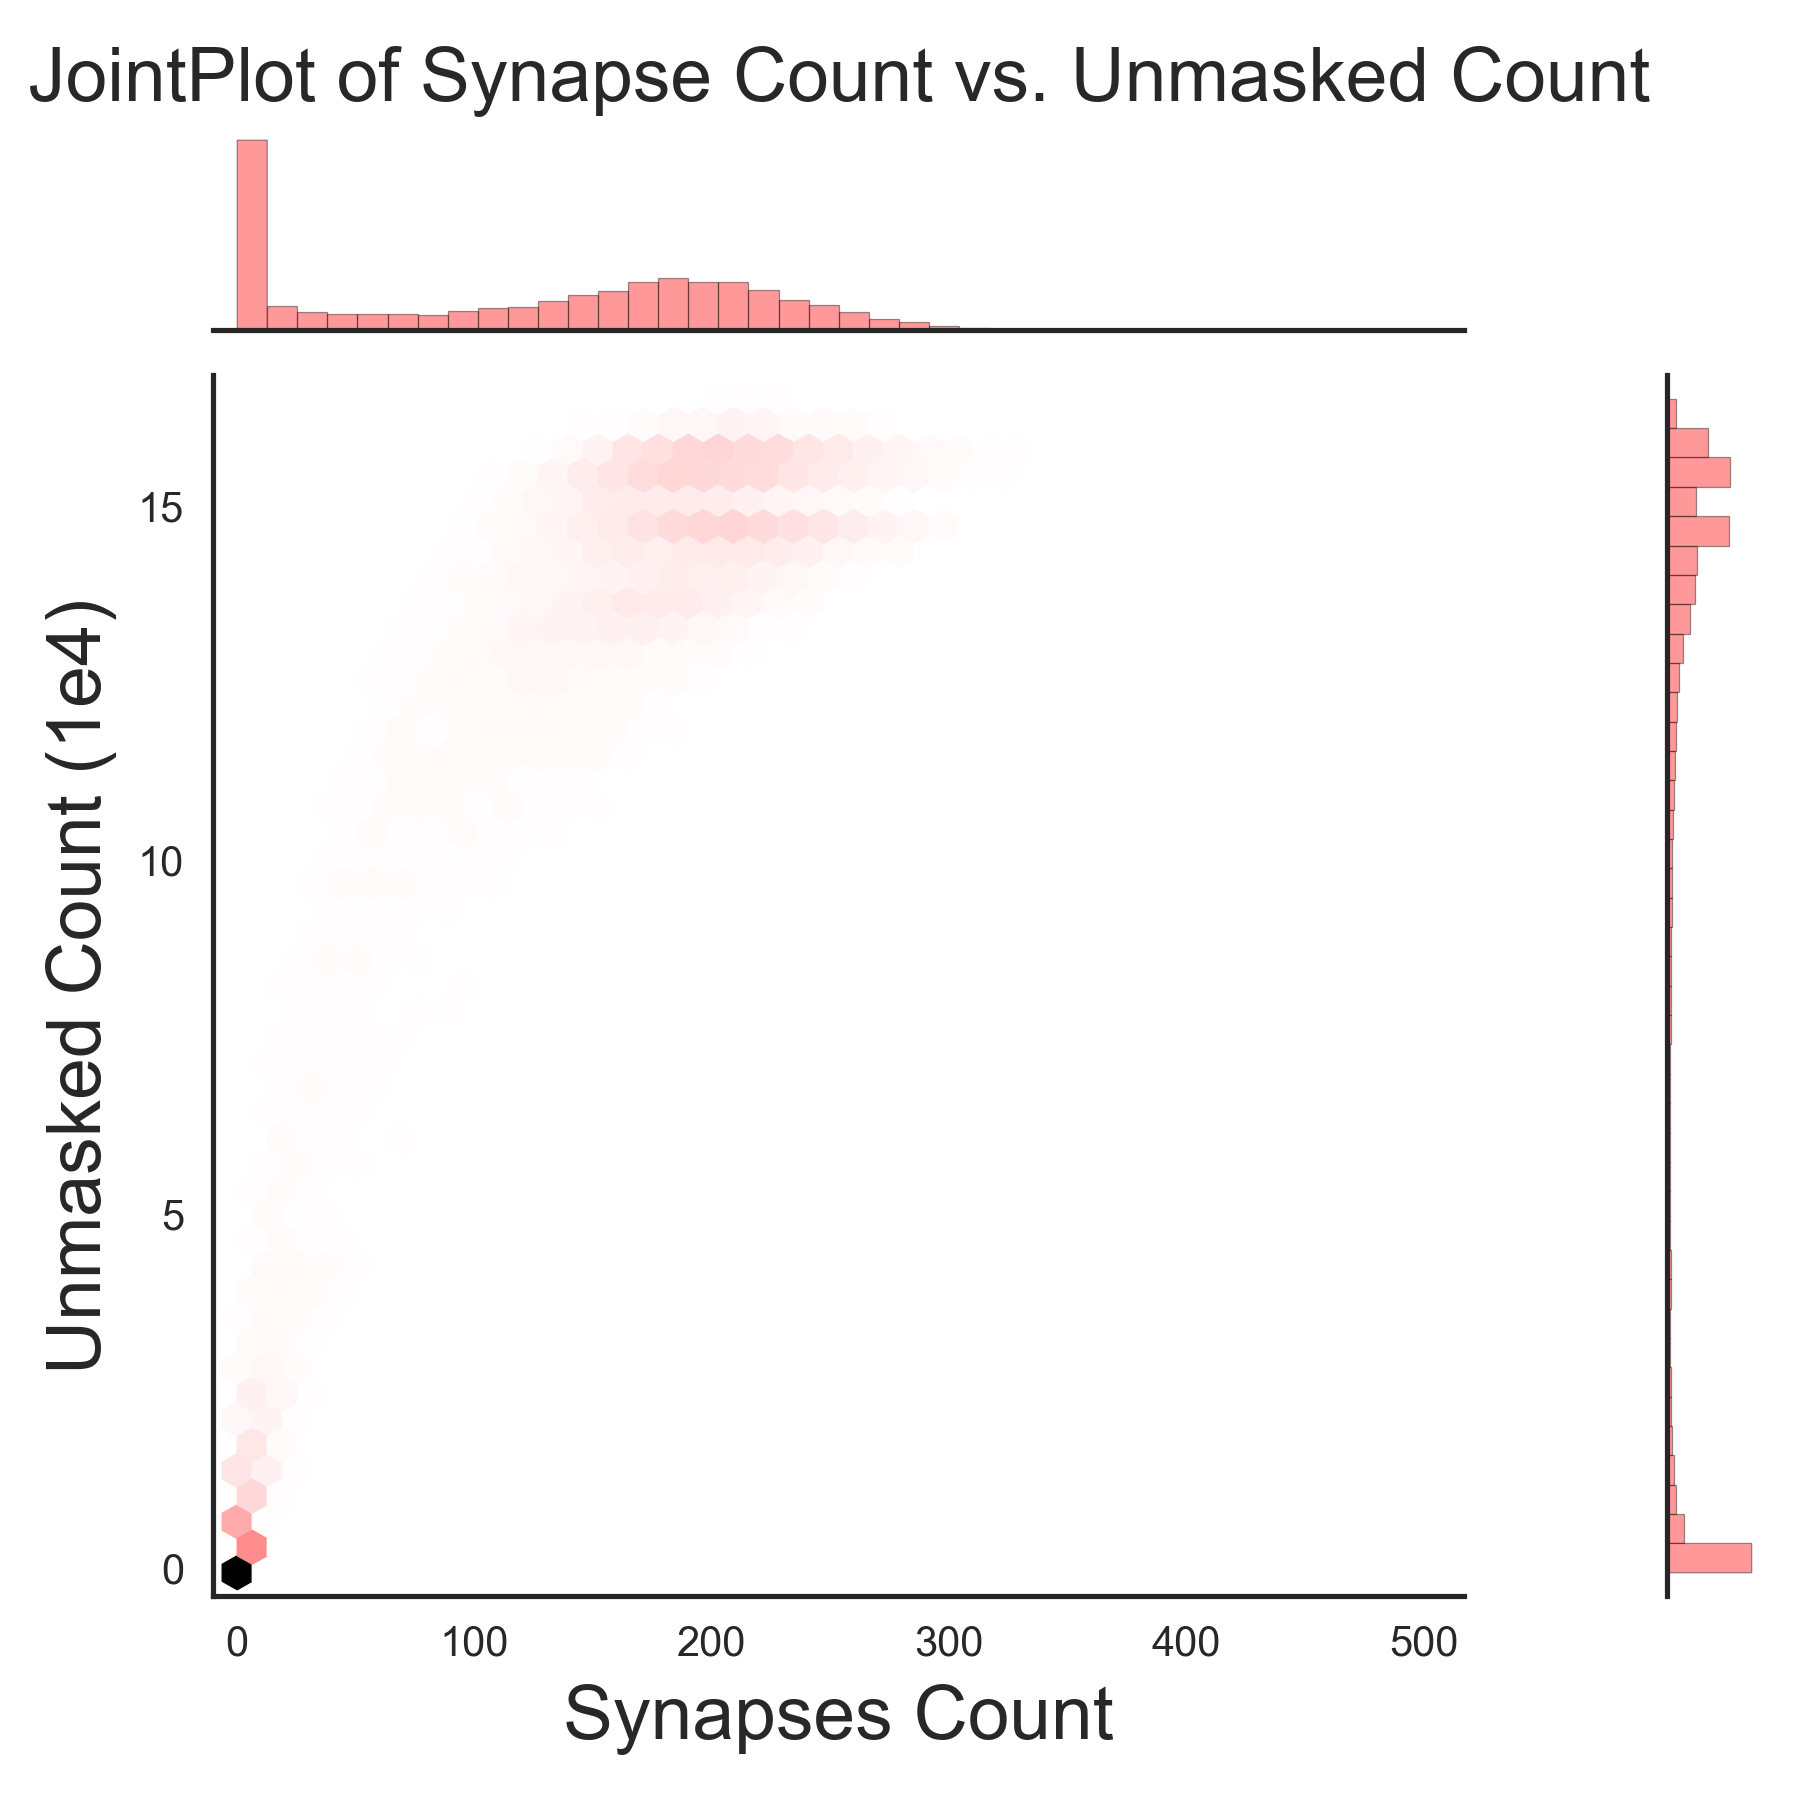 JointPlot of Synapse Count vs. Unmasked Count
Unmasked Count (1e4)
15
10
5
0
0 100 200 300 400 500
Synapses Count